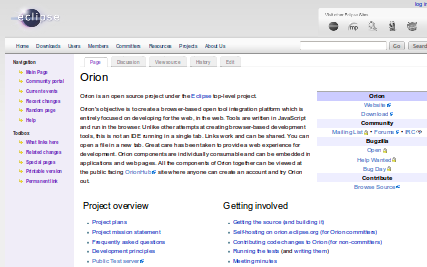 log in
eclipse
Visit other Eclipse Sites
Home Downloads Users Members Committers Resources Projects About Us
Go Search
Navigation
Main Page
Community portal
Current events
Recent changes
Random page
Help
Toolbox
What links here
Related changes
Special pages
Printable version
Permanent link
Page Discussion View source History Edit
Orion
Orion is an open source project under the Eclipse top-level project.
Orion's objective is to create a browser-based open tool integration platform which is
entirely focused on developing for the web, in the web. Tools are written in JavaScript
and run in the browser. Unlike other attempts at creating browser-based development
tools, this is not an IDE running in a single tab. Links work and can be shared. You can
open a file in a new tab. Great care has been taken to provide a web experience for
development. Orion components are individually consumable and can be embedded in
applications and web pages. All the components of Orion together can be viewed at
the public facing OrionHub site where anyone can create an account and try Orion
out.
Orion
Website
Download
Community
Mailing List • Forums • IRC
Bugzilla
Open
Help Wanted
Bug Day
Contribute
Browse Source
Project overview
Project plans
Project mission statement
Frequently asked questions
Development principles
Public Test server
Getting involved
Getting the source (and building it)
Self-hosting on orion.eclipse.org (for Orion committers)
Contributing code changes to Orion (for non-committers)
Running the tests (and writing them)
Meeting minutes